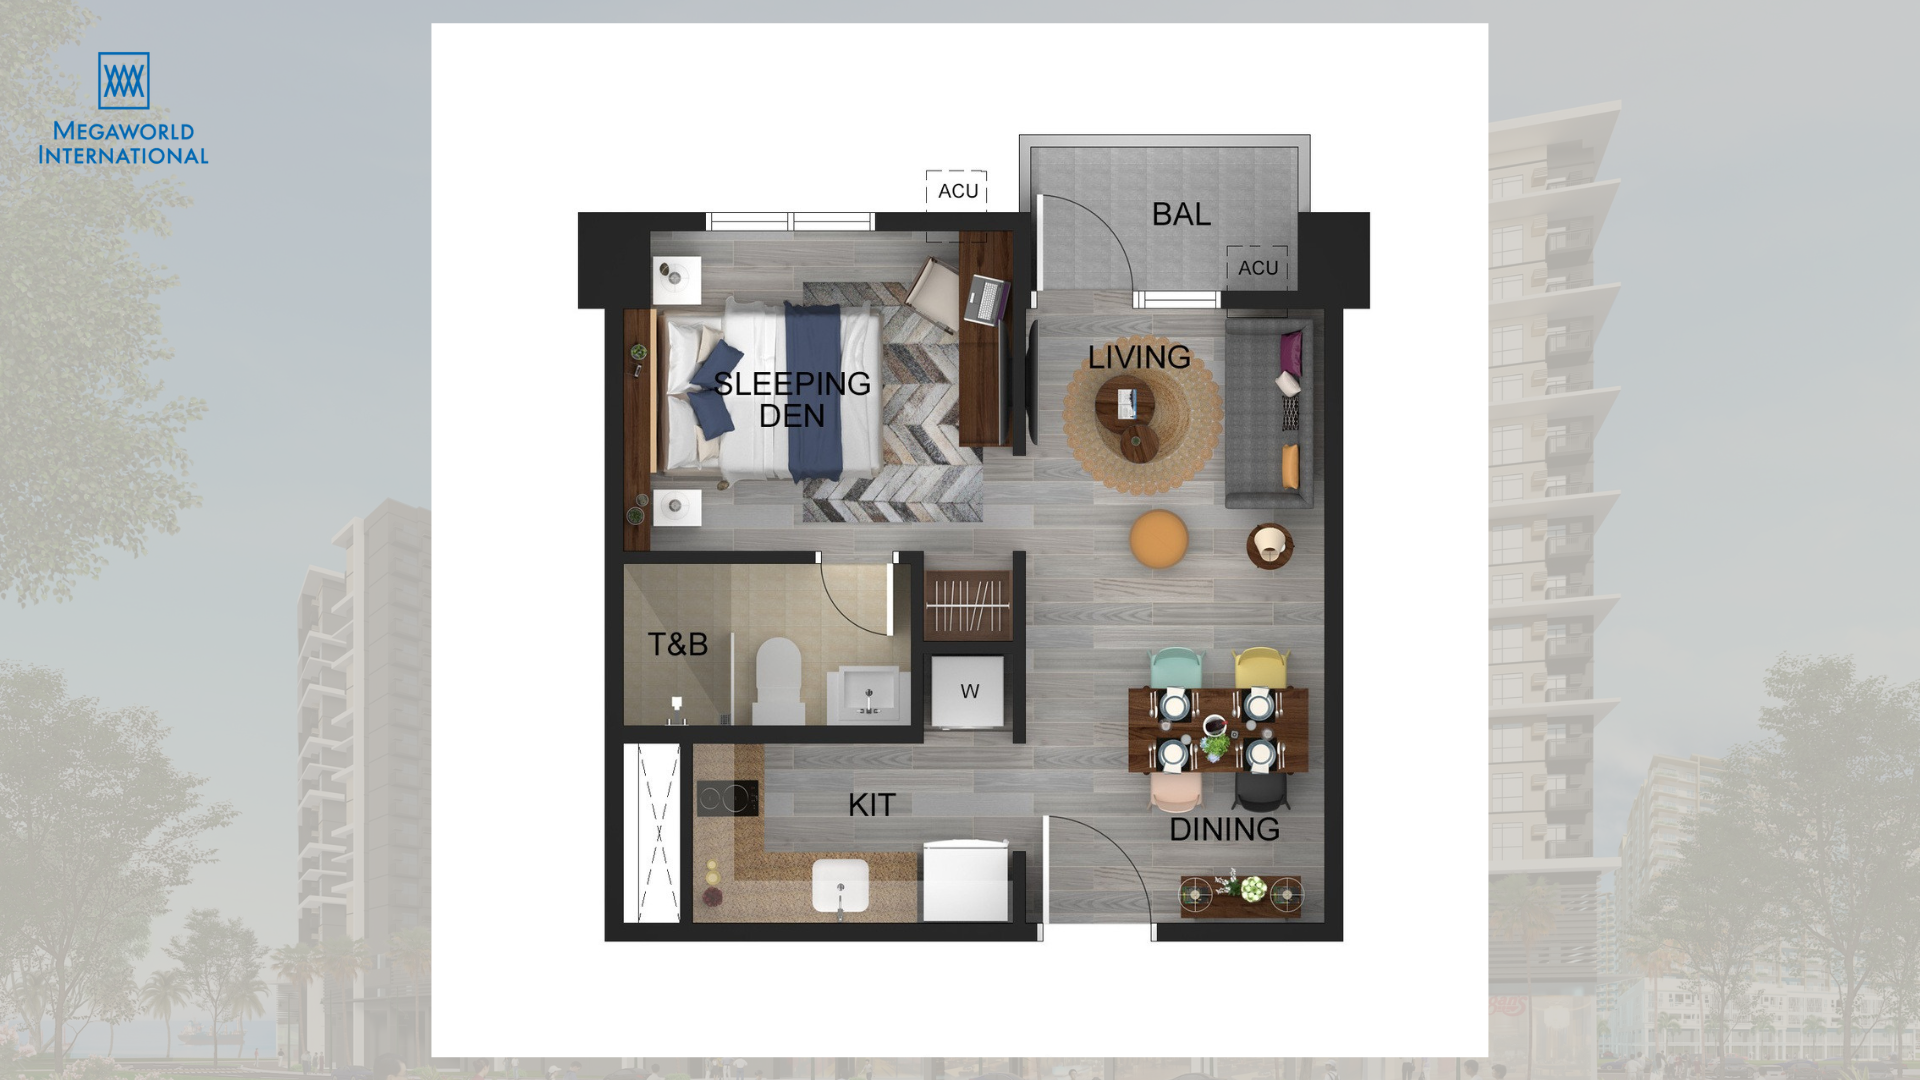 MEGAWORLD
INTERNATIONAL
ACU
BAL
ACU
LIVING
SLEEPING
DEN
T&B
W
KIT
DINING